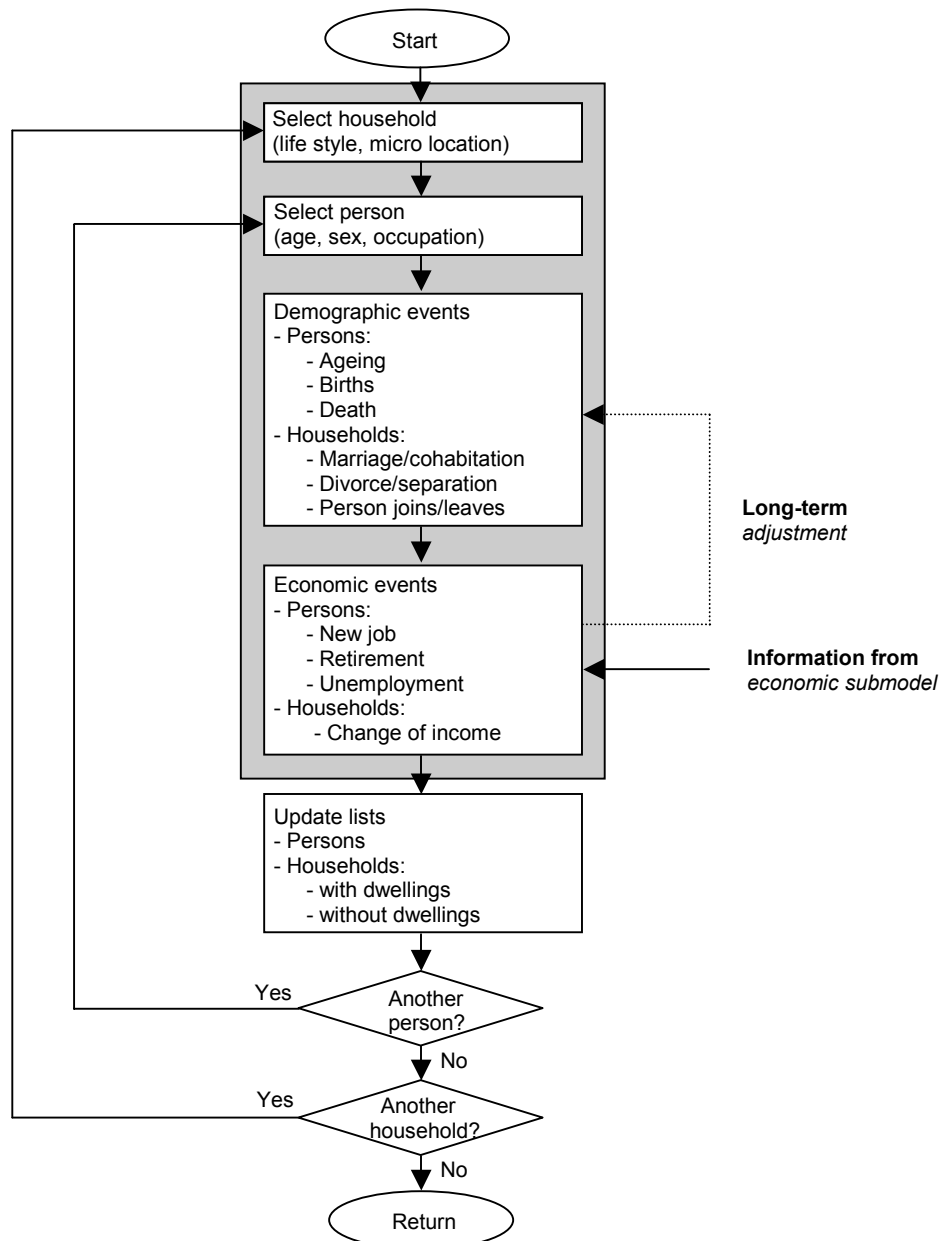 Start
Select household
(life style, micro location)
Select person
(age, sex, occupation)
Demographic events
- Persons:
- Ageing
- Births
- Death
- Households:
- Marriage/cohabitation
- Divorce/separation
- Person joins/leaves
Long-term
adjustment
Economic events
- Persons:
- New job
- Retirement
- Unemployment
- Households:
- Change of income
Information from
economic submodel
Update lists
- Persons
- Households:
- with dwellings
- without dwellings
Yes
Another
person?
No
Yes
Another
household?
No
Return